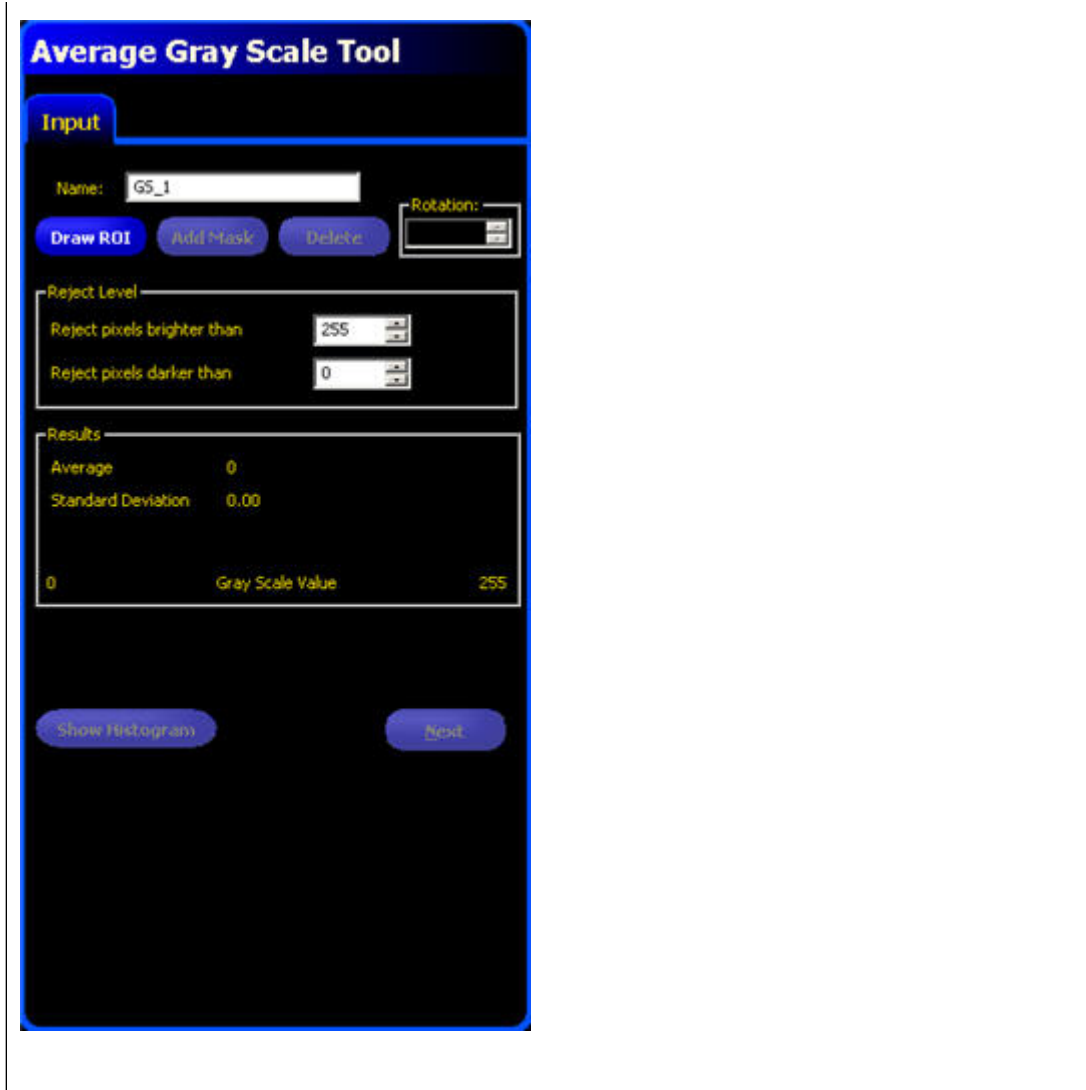 Average Gray Scale Tool
Input
Name: GS_1
Rotation:
Draw ROI Add Mask Delete
Reject Level
Reject pixels brighter than 255
Reject pixels darker than 0
Results
Average 0
Standard Deviation 0.00
0 Gray Scale Value 255
Show Histogram Next